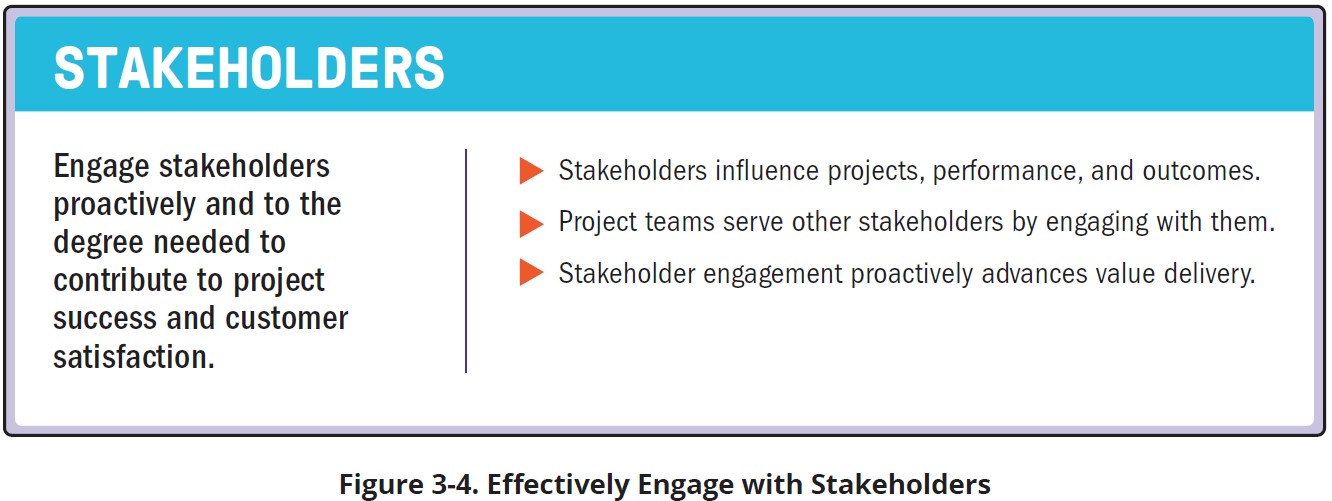 STAKEHOLDERS
Engage stakeholders
proactively and to the
degree needed to
contribute to project
success and customer
satisfaction.
Stakeholders influence projects, performance, and outcomes.
Project teams serve other stakeholders by engaging with them.
Stakeholder engagement proactively advances value delivery.
Figure 3-4. Effectively Engage with Stakeholders